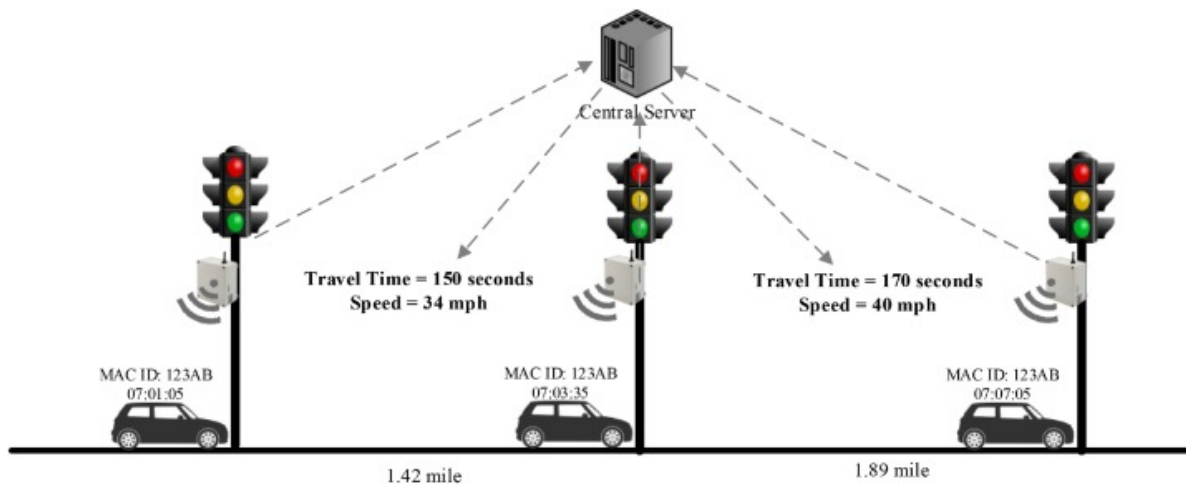 Central Server
Travel Time = 150 seconds
Speed = 34 mph
Travel Time = 170 seconds
Speed = 40 mph
MAC ID: 123AB
07:01:05
MAC ID: 123AB
07:03:35
MAC ID: 123AB
07:07:05
1.42 mile
1.89 mile